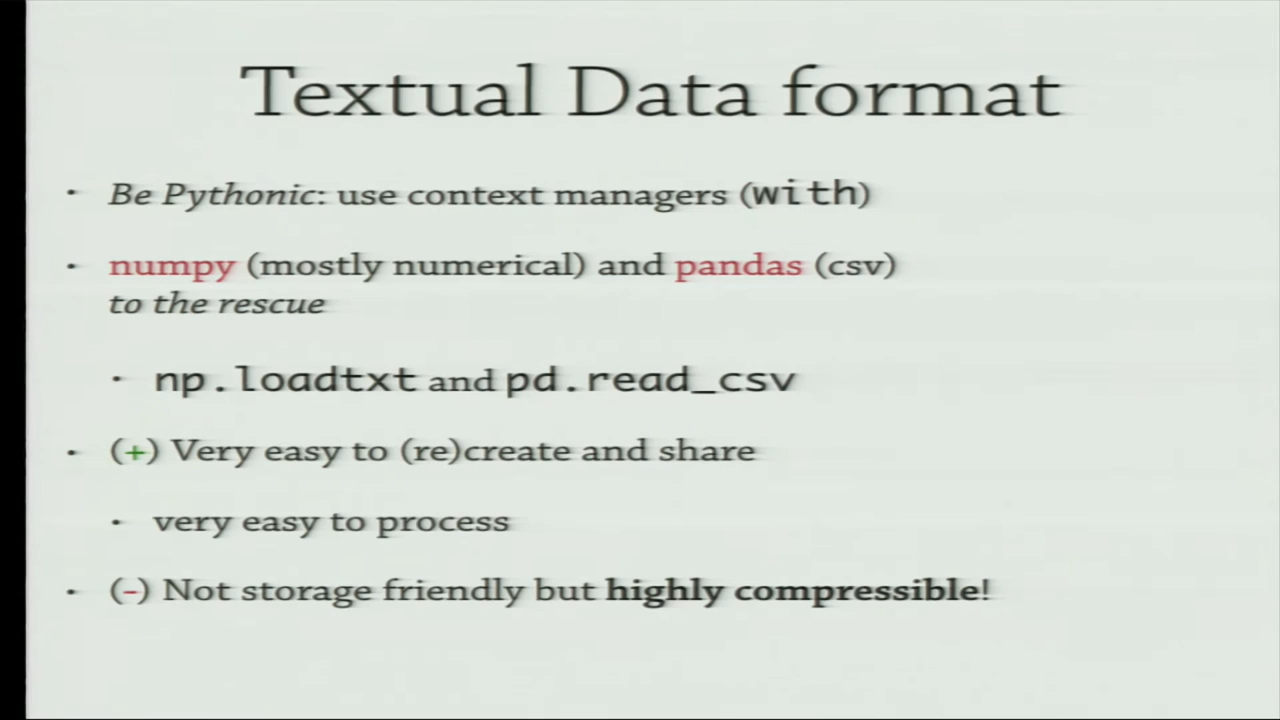 Textual Data format
• Be Pythonic: use context managers (with)
• numpy (mostly numerical) and pandas (csv)
to the rescue
• np.loadtxt and pd.read_csv
• (+) Very easy to (re)create and share
• very easy to process
• (-) Not storage friendly but highly compressible!